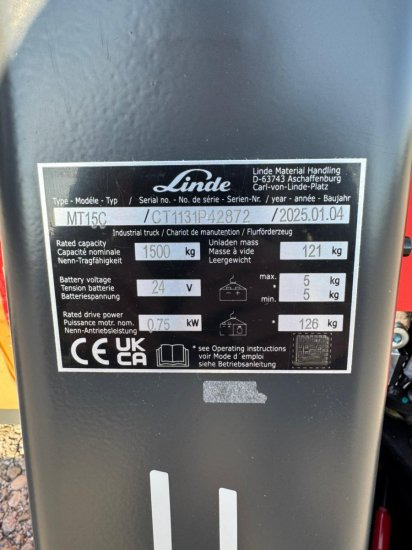 Linde
Linde Material Handling
D-63743 Aschaffenburg
Carl-von-Linde-Platz
Type - Modèle - Typ / Serial no. - No. de série - Serien-Nr. / year - année - Baujahr
MT15C / CT1131P42872 / 2025.01.04
Industrial truck / Chariot de manutention / Flurförderzeug
Rated capacity
Capacité nominale 1500 kg
Nenn-Tragfähigkeit
Unladen mass
Masse à vide 121 kg
Leergewicht
Battery voltage
Tension batterie 24 V
Batteriespannung
max. 5 kg
*
min. 5 kg
Rated drive power
Puissance motr. nom. 0.75 kW
Nenn-Antriebsleistung
* 126 kg
CE UK
CA
* see Operating instructions
voir Mode d´emploi
siehe Betriebsanleitung